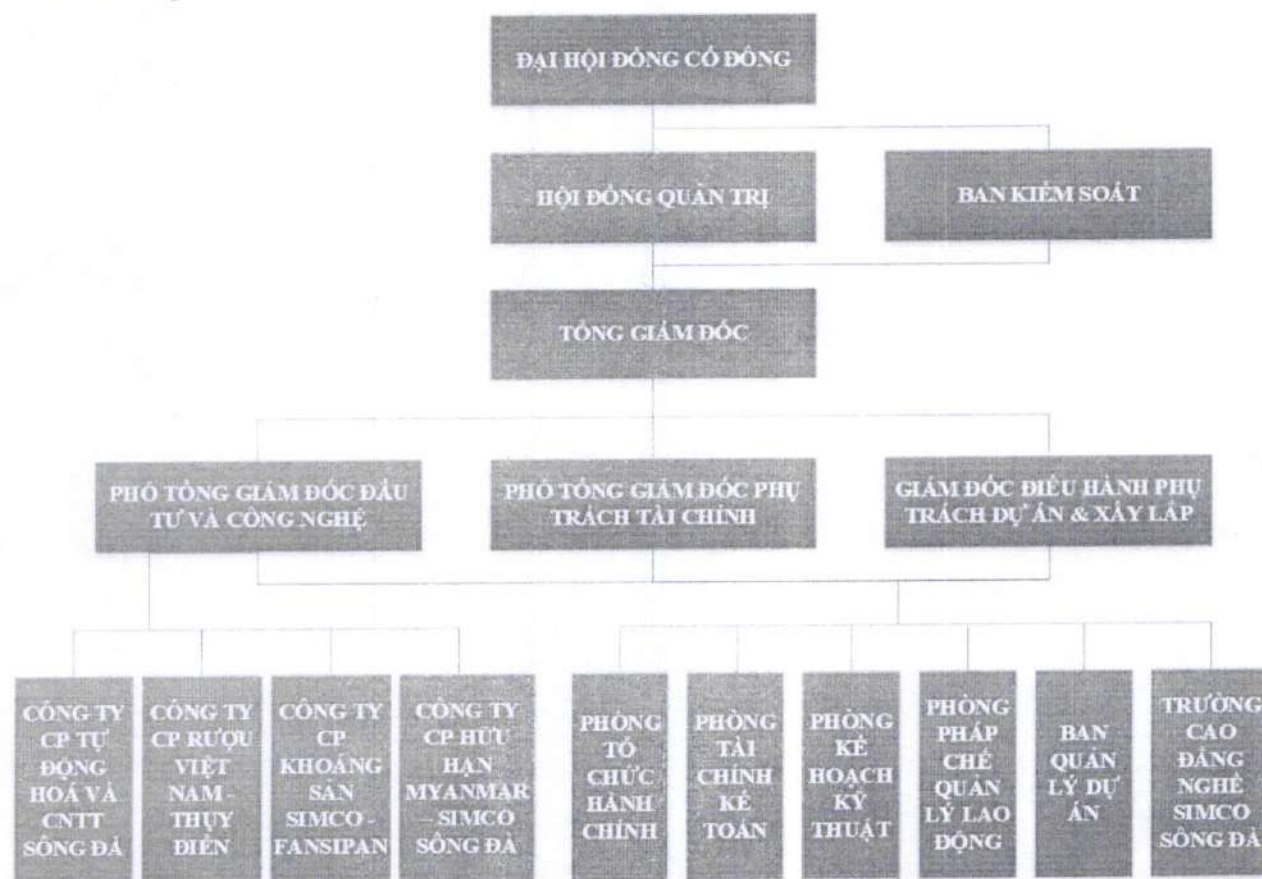 ĐẠI HỘI ĐỒNG CỔ ĐÔNG
HỘI ĐỒNG QUẢN TRỊ
BAN KIỂM SOÁT
TỔNG GIÁM ĐỐC
PHÓ TỔNG GIÁM ĐỐC ĐẦU
TƯ VÀ CÔNG NGHỆ
PHÓ TỔNG GIÁM ĐỐC PHỤ
TRÁCH TÀI CHÍNH
GIÁM ĐỐC ĐIỀU HÀNH PHỤ
TRÁCH DỰ ÁN & XÂY LẮP
CÔNG TY
CP TỰ
ĐỘNG
HOÁ VÀ
CNTT
SÔNG ĐÀ
CÔNG TY
CP RƯỢU
VIỆT
NAM -
THỤY
ĐIỂN
CÔNG TY
CP
KHOÁNG
SẢN
SIMCO -
FANSIPAN
CÔNG TY
CP HỮU
HẠN
MYANMAR
– SIMCO
SÔNG ĐÀ
PHÒNG
TỔ
CHỨC
HÀNH
CHÍNH
PHÒNG
TÀI
CHÍNH
KẾ
TOÁN
PHÒNG
KẾ
HOẠCH
KỸ
THUẬT
PHÒNG
PHÁP
CHẾ
QUẢN
LÝ LAO
ĐỘNG
BAN
QUẢN
LÝ DỰ
ÁN
TRƯỜNG
CAO
ĐẲNG
NGHỀ
SIMCO
SÔNG ĐÀ